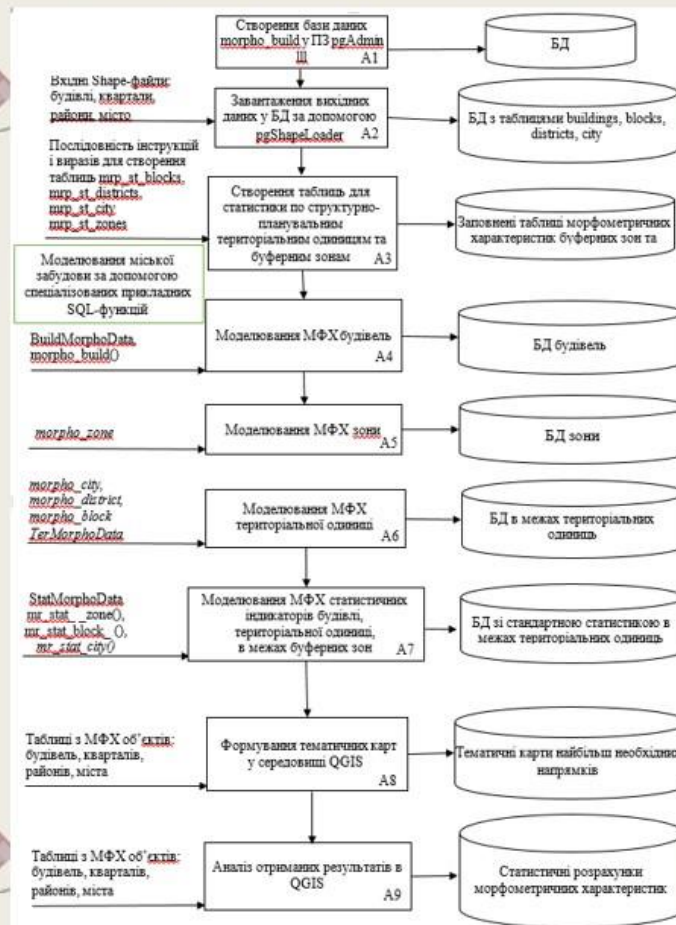 Створення бази даних
morpho_build у ПЗ pgAdmin
III
A1
БД
Вхідні Shape-файли:
будівлі, квартали,
райони, місто
Завантаження вихідних
даних у БД за допомогою
pgShapeLoader
A2
БД з таблицями buildings, blocks,
districts, city
Послідовність інструкцій
і виразів для створення
таблиць mrp_st_blocks,
mrp_st_districts,
mrp_st_city
mrp_st_zones
Створення таблиць для
статистики по структурно-
планувальним
територіальним одиницям та
буферним зонам
A3
Заповнені таблиці морфометричних
характеристик буферних зон та
Моделювання міської
забудови за допомогою
спеціалізованих прикладних
SQL-функцій
BuildMorphoData
morpho_build()
Моделювання МФХ будівель
A4
БД будівель
morpho_zone
Моделювання МФХ зони
A5
БД зони
morpho_city,
morpho_district,
morpho_block
TerMorphoData
Моделювання МФХ
територіальної одиниці
A6
БД в межах територіальних
одиниць
StatMorphoData
mr_stat_ _zone(),
mr_stat_block_ (),
mr_stat_city()
Моделювання МФХ статистичних
індикаторів будівлі,
територіальної одиниці,
в межах буферних зон
A7
БД зі стандартною статистикою в
межах територіальних одиниць
Таблиці з МФХ об'єктів:
будівель, кварталів,
районів, міста
Формування тематичних карт
у середовищі QGIS
A8
Тематичні карти найбільш необхідних
напрямків
Таблиці з МФХ об'єктів:
будівель, кварталів,
районів, міста
Аналіз отриманих результатів в
QGIS
A9
Статистичні розрахунки
морфометричних характеристик